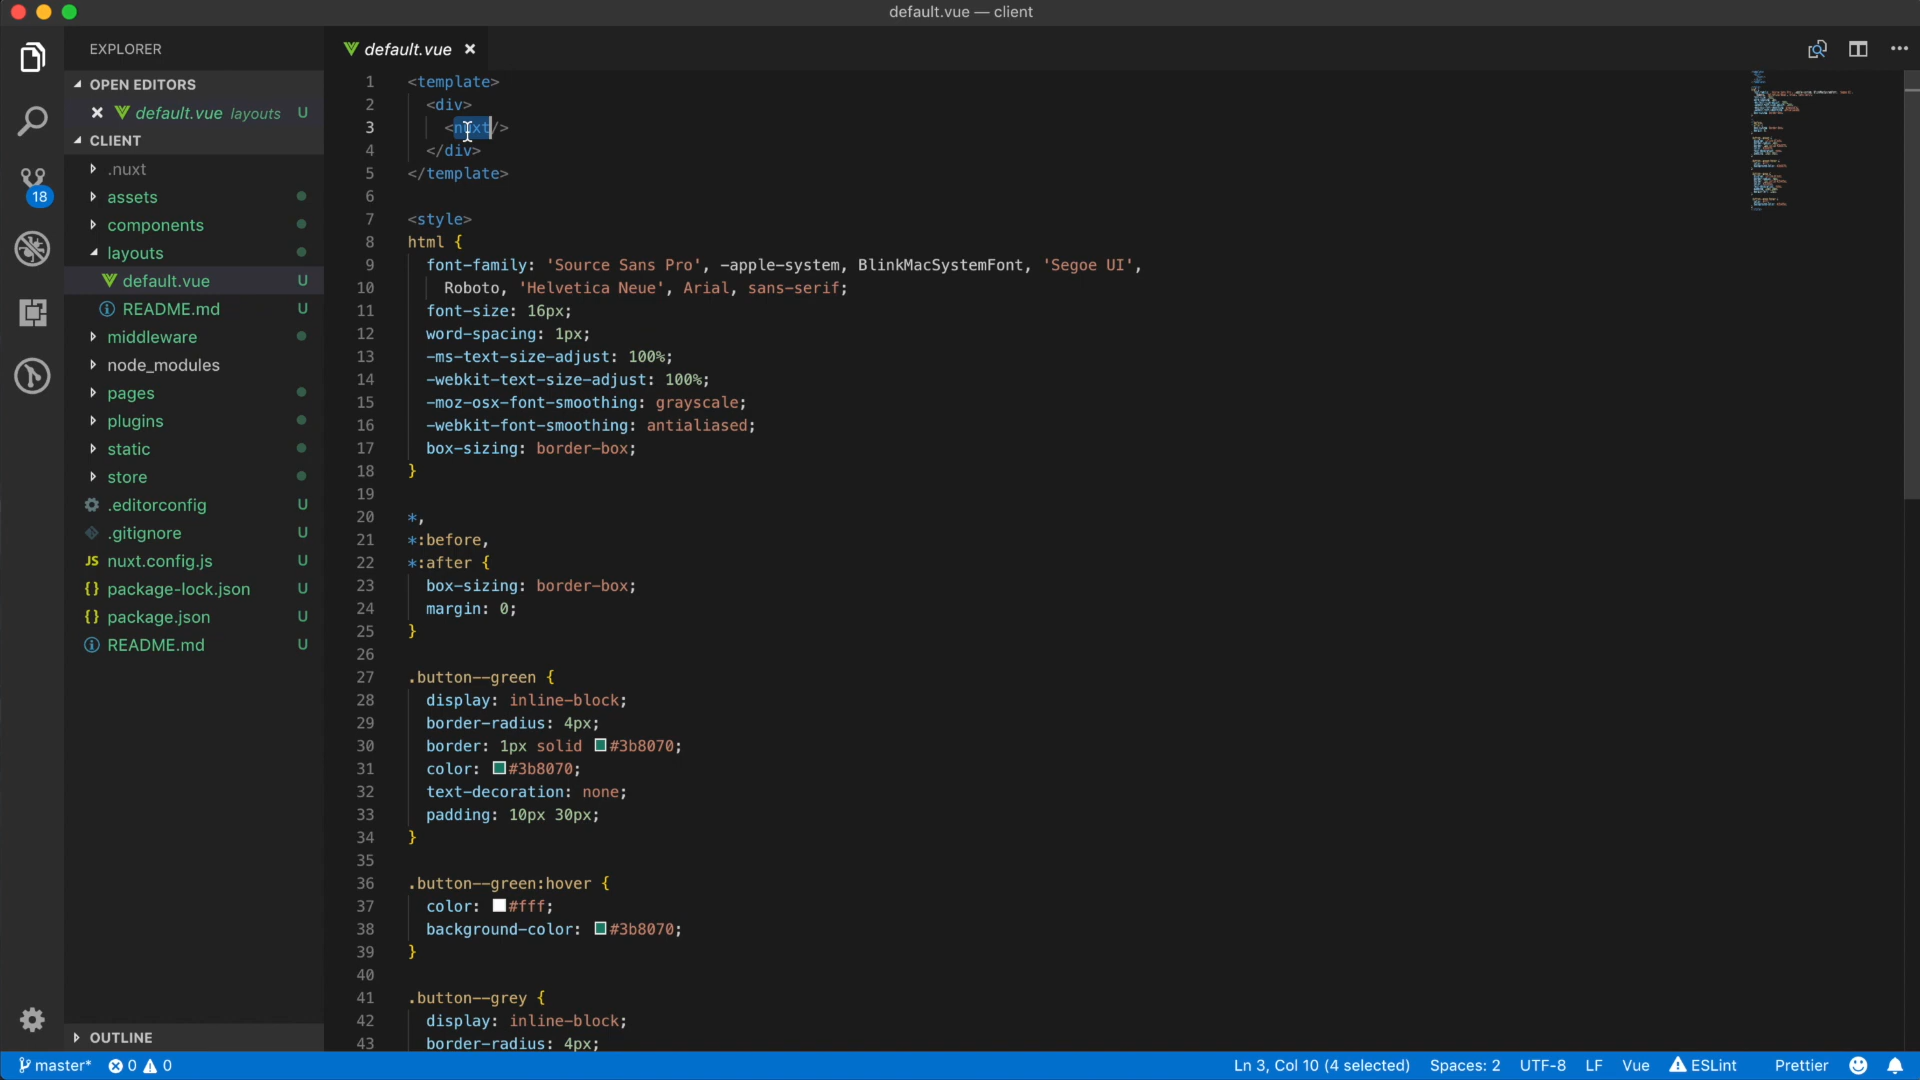 default.vue — client
EXPLORER
OPEN EDITORS
default.vue layouts U
CLIENT
.nuxt
assets
components
layouts
default.vue U
README.md U
middleware
node_modules
pages
plugins
static
store
.editorconfig U
.gitignore U
JS nuxt.config.js U
{} package-lock.json U
{} package.json U
README.md U
OUTLINE
18
default.vue
1 <template>
2 <div>
3 <nuxt/>
4 </div>
5 </template>
6
7 <style>
8 html {
9 font-family: 'Source Sans Pro', -apple-system, BlinkMacSystemFont, 'Segoe UI',
10 Roboto, 'Helvetica Neue', Arial, sans-serif;
11 font-size: 16px;
12 word-spacing: 1px;
13 -ms-text-size-adjust: 100%;
14 -webkit-text-size-adjust: 100%;
15 -moz-osx-font-smoothing: grayscale;
16 -webkit-font-smoothing: antialiased;
17 box-sizing: border-box;
18 }
19
20 *,
21 *:before,
22 *:after {
23 box-sizing: border-box;
24 margin: 0;
25 }
26
27 .button--green {
28 display: inline-block;
29 border-radius: 4px;
30 border: 1px solid #3b8070;
31 color: #3b8070;
32 text-decoration: none;
33 padding: 10px 30px;
34 }
35
36 .button--green:hover {
37 color: #fff;
38 background-color: #3b8070;
39 }
40
41 .button--grey {
42 display: inline-block;
43 border-radius: 4px;
master* 0 0 Ln 3, Col 10 (4 selected) Spaces: 2 UTF-8 LF Vue ESLint Prettier